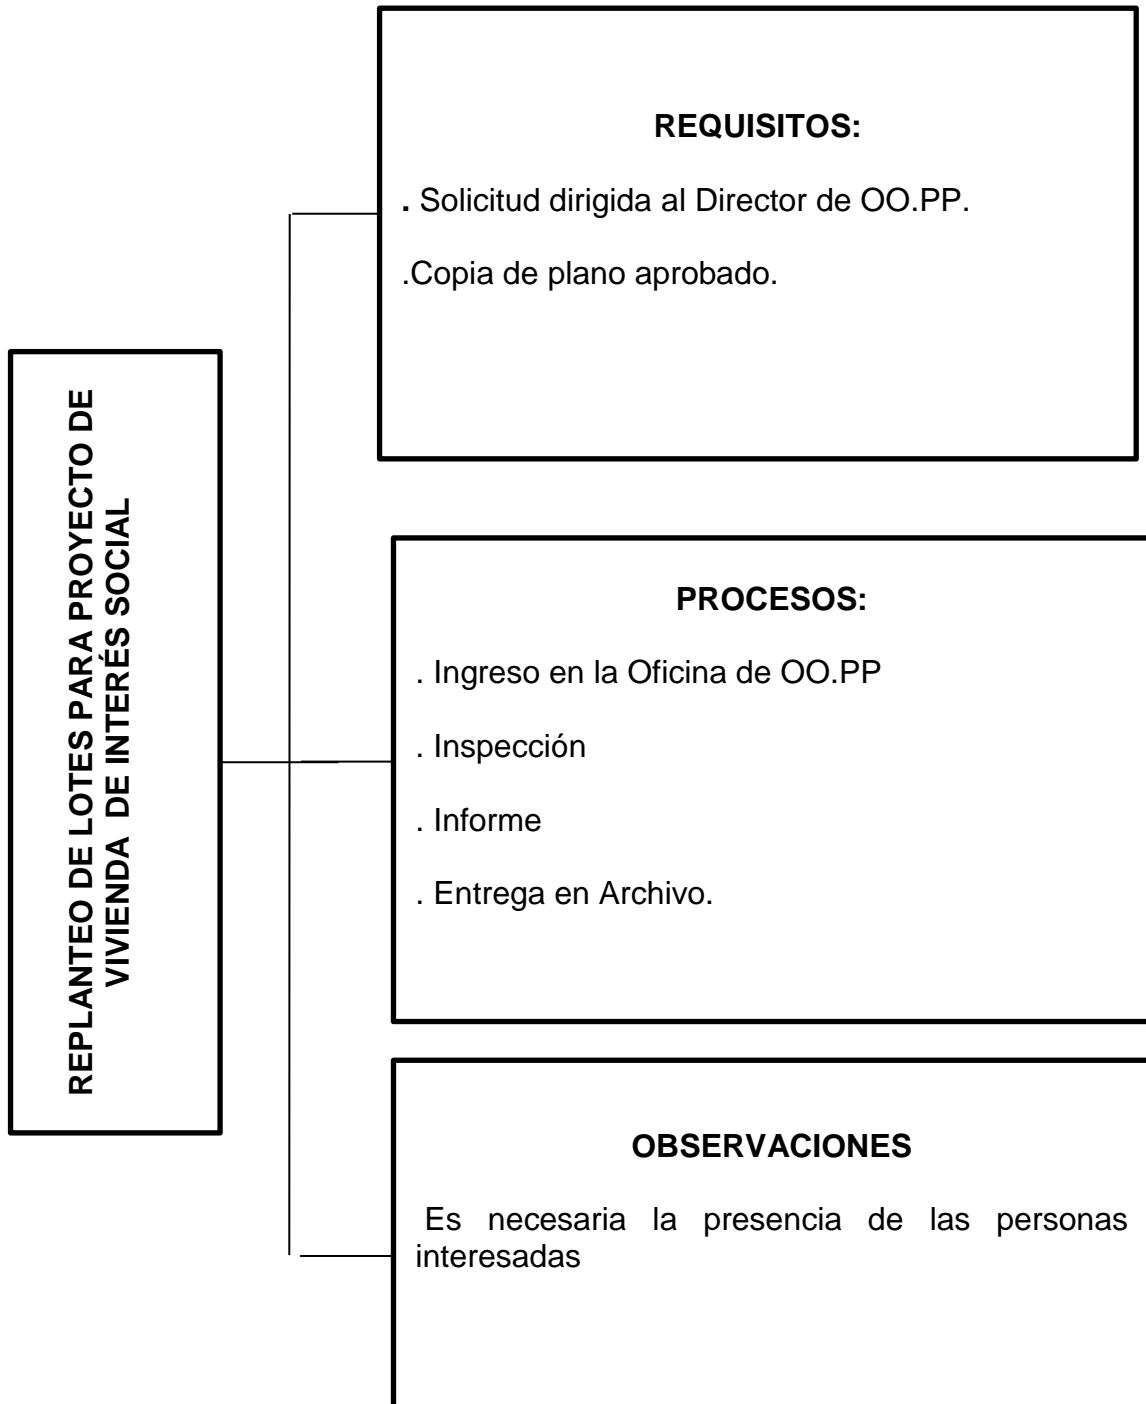 REPLANTEO DE LOTES PARA PROYECTO DE
VIVIENDA DE INTERÉS SOCIAL
REQUISITOS:
. Solicitud dirigida al Director de OO.PP.
.Copia de plano aprobado.
PROCESOS:
. Ingreso en la Oficina de OO.PP
. Inspección
. Informe
. Entrega en Archivo.
OBSERVACIONES
Es necesaria la presencia de las personas
interesadas